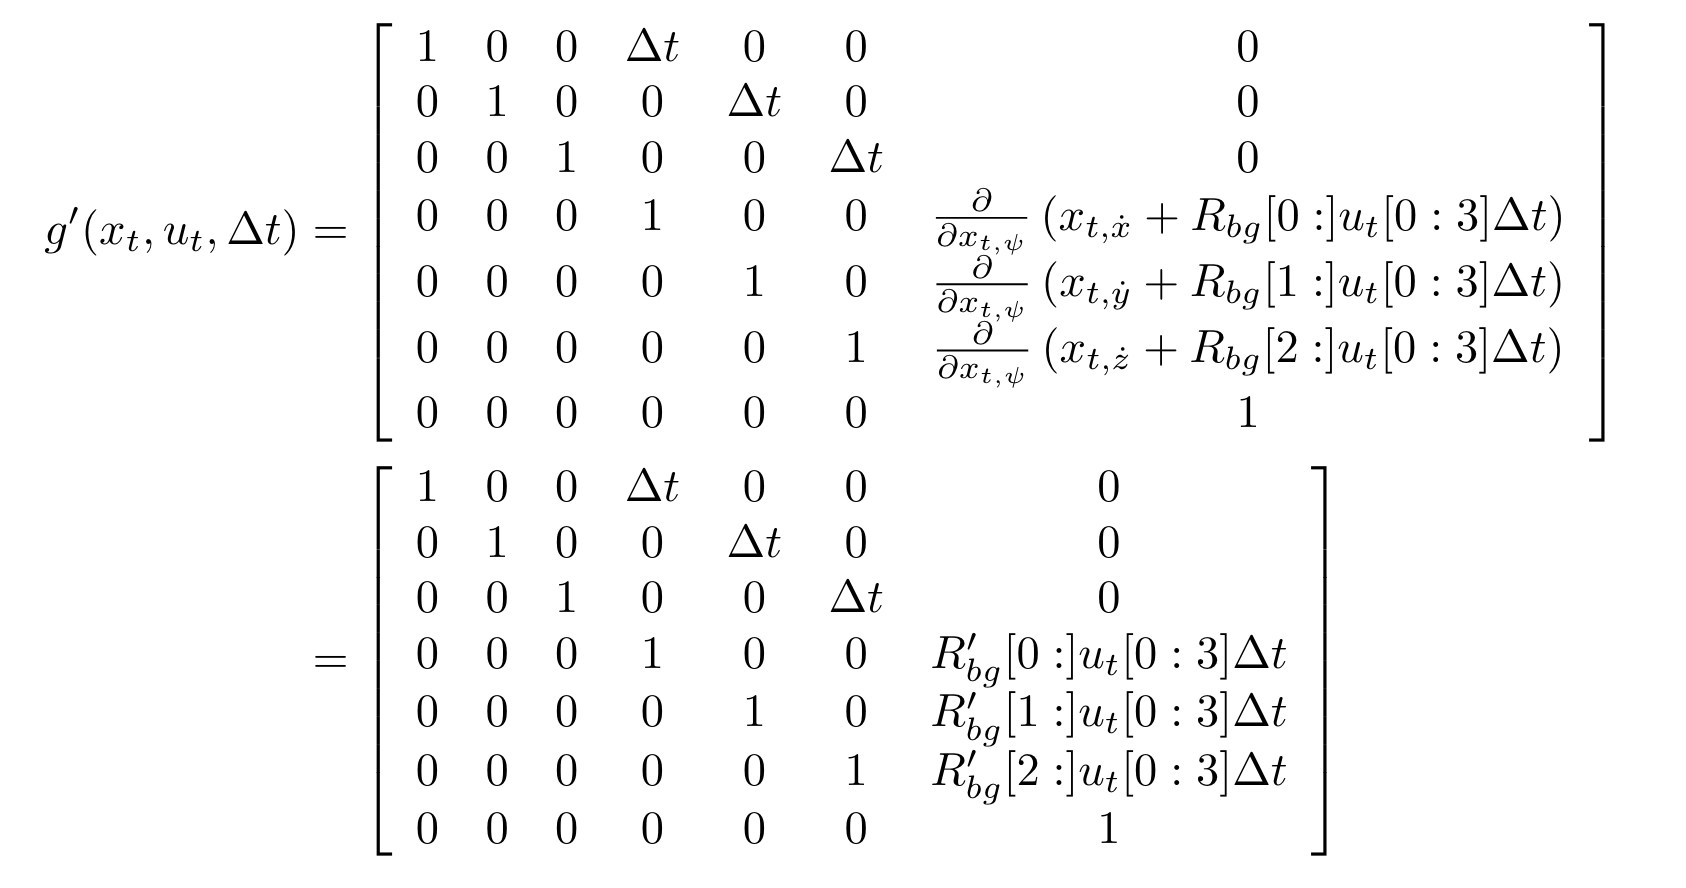 g′(x_t, u_t, Δt) = [ 1 0 0 Δt 0 0 0
0 1 0 0 Δt 0 0
0 0 1 0 0 Δt 0
0 0 0 1 0 0 ∂/∂x_{t,ψ} (x_{t,ẋ} + R_{bg}[0 :]u_t[0 : 3]Δt)
0 0 0 0 1 0 ∂/∂x_{t,ψ} (x_{t,ẏ} + R_{bg}[1 :]u_t[0 : 3]Δt)
0 0 0 0 0 1 ∂/∂x_{t,ψ} (x_{t,ż} + R_{bg}[2 :]u_t[0 : 3]Δt)
0 0 0 0 0 0 1 ]
= [ 1 0 0 Δt 0 0 0
0 1 0 0 Δt 0 0
0 0 1 0 0 Δt 0
0 0 0 1 0 0 R′_{bg}[0 :]u_t[0 : 3]Δt
0 0 0 0 1 0 R′_{bg}[1 :]u_t[0 : 3]Δt
0 0 0 0 0 1 R′_{bg}[2 :]u_t[0 : 3]Δt
0 0 0 0 0 0 1 ]